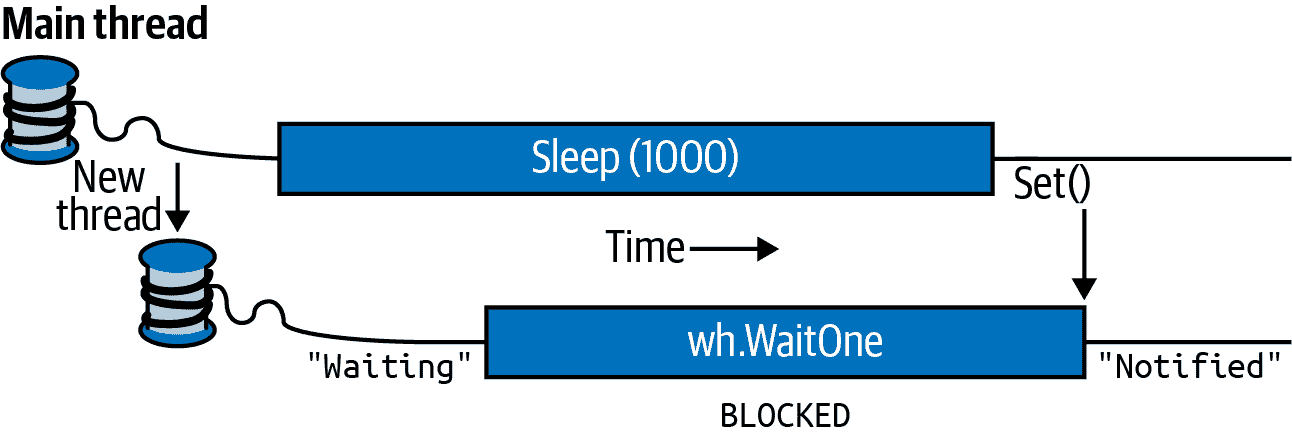 Main thread
Sleep (1000)
New
thread
Set()
Time
wh.WaitOne
"Waiting"
"Notified"
BLOCKED